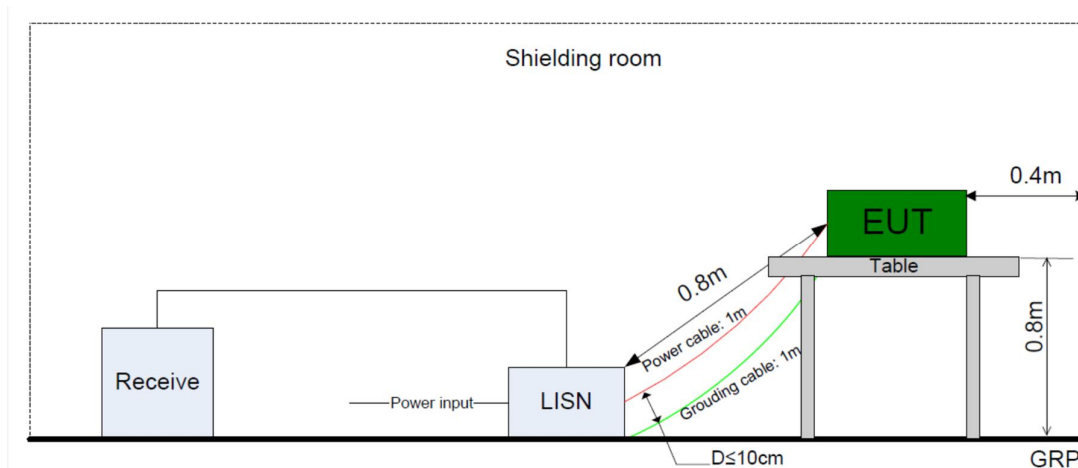 Shielding room
0.4m
EUT
Table
0.8m
0.8m
Power cable: 1m
Grouding cable: 1m
Receive
Power input
LISN
D≤10cm
GRP